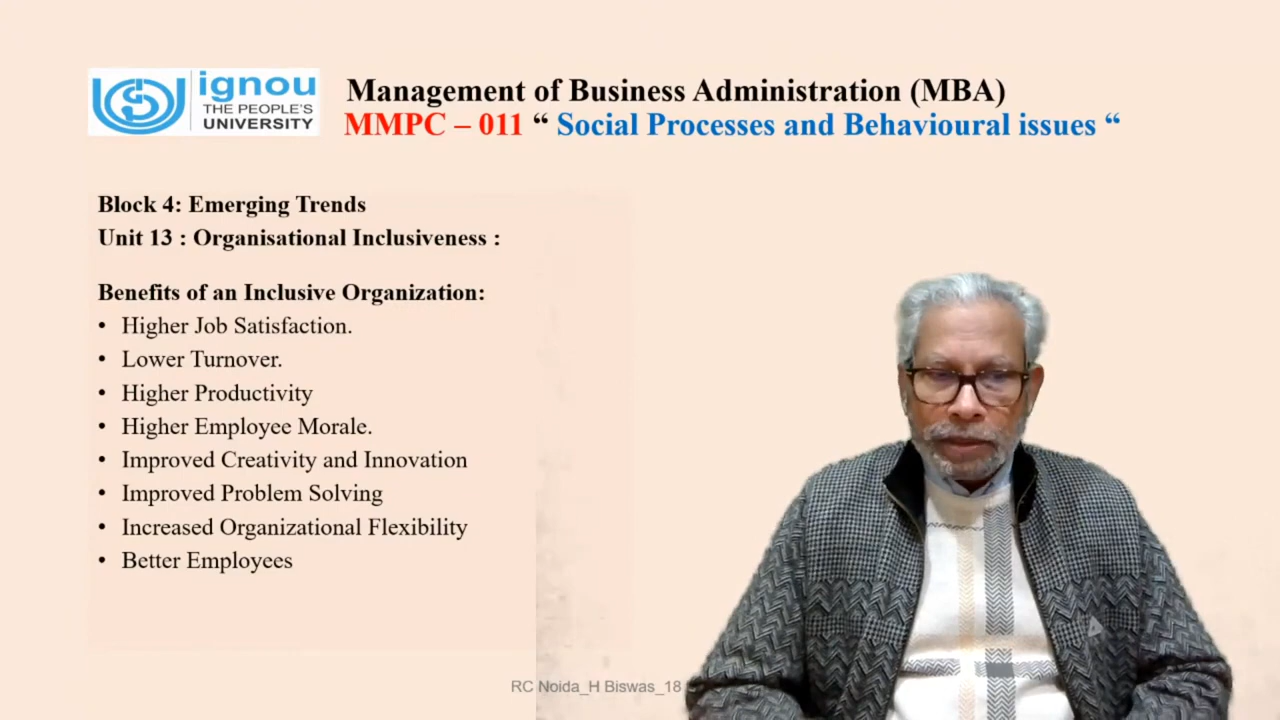 ignou
THE PEOPLE'S
UNIVERSITY
Management of Business Administration (MBA)
MMPC – 011 “ Social Processes and Behavioural issues “
Block 4: Emerging Trends
Unit 13 : Organisational Inclusiveness :
Benefits of an Inclusive Organization:
• Higher Job Satisfaction.
• Lower Turnover.
• Higher Productivity
• Higher Employee Morale.
• Improved Creativity and Innovation
• Improved Problem Solving
• Increased Organizational Flexibility
• Better Employees
RC Noida_H Biswas_18